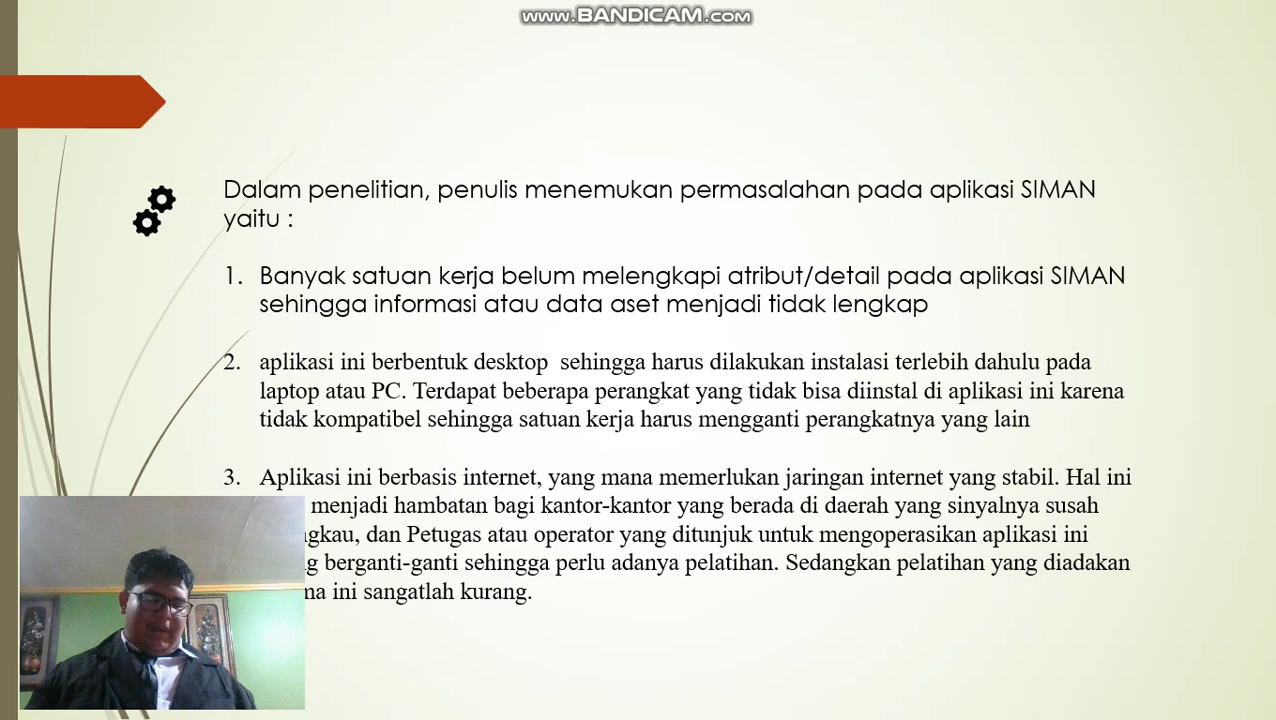 www.BANDICAM.com
Dalam penelitian, penulis menemukan permasalahan pada aplikasi SIMAN
yaitu :
1. Banyak satuan kerja belum melengkapi atribut/detail pada aplikasi SIMAN
sehingga informasi atau data aset menjadi tidak lengkap
2. aplikasi ini berbentuk desktop sehingga harus dilakukan instalasi terlebih dahulu pada
laptop atau PC. Terdapat beberapa perangkat yang tidak bisa diinstal di aplikasi ini karena
tidak kompatibel sehingga satuan kerja harus mengganti perangkatnya yang lain
3. Aplikasi ini berbasis internet, yang mana memerlukan jaringan internet yang stabil. Hal ini
menjadi hambatan bagi kantor-kantor yang berada di daerah yang sinyalnya susah
dan Petugas atau operator yang ditunjuk untuk mengoperasikan aplikasi ini
berganti-ganti sehingga perlu adanya pelatihan. Sedangkan pelatihan yang diadakan
ini sangatlah kurang.